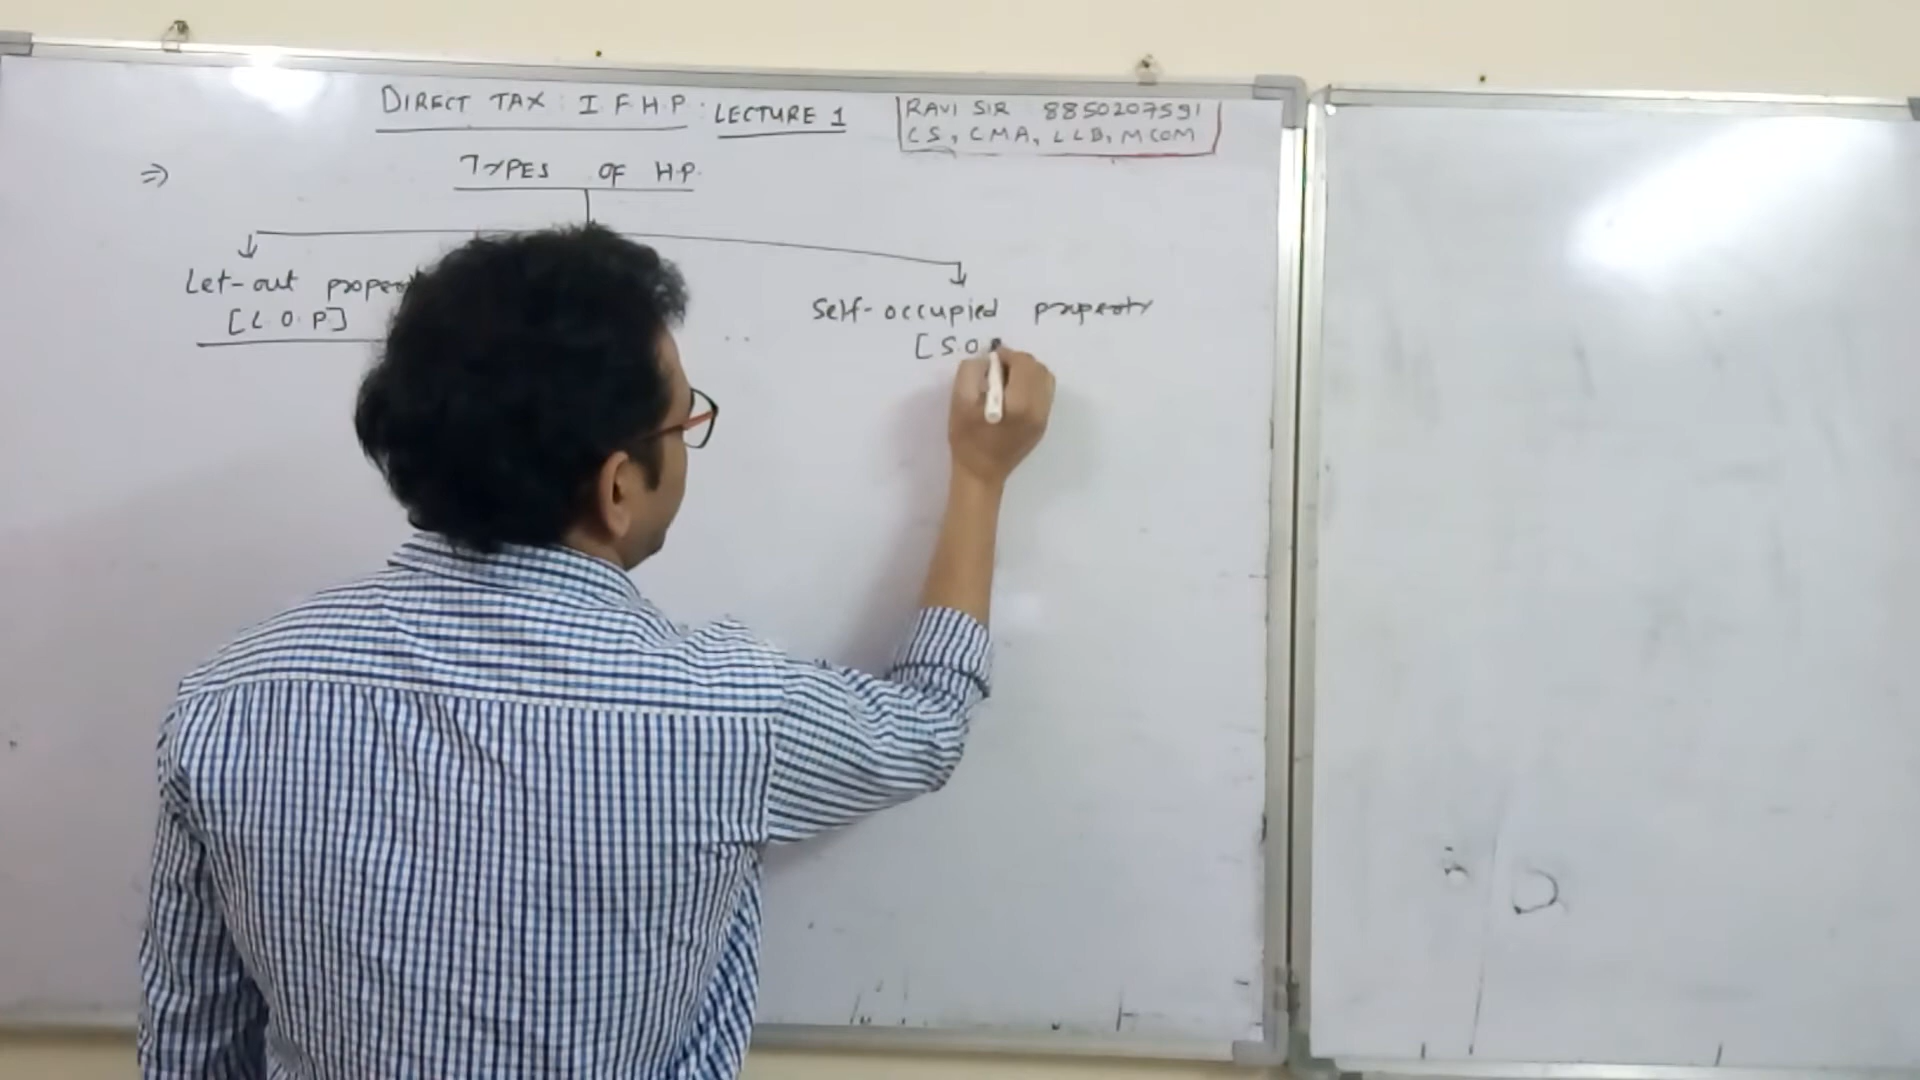 DIRECT TAX : I.F.H.P : LECTURE 1
RAVI SIR 8850207591
CS, CMA, LLB, MCOM
⇒ TYPES OF H.P.
Let-out
[L.O.P]
Self-occupied property
[S.O